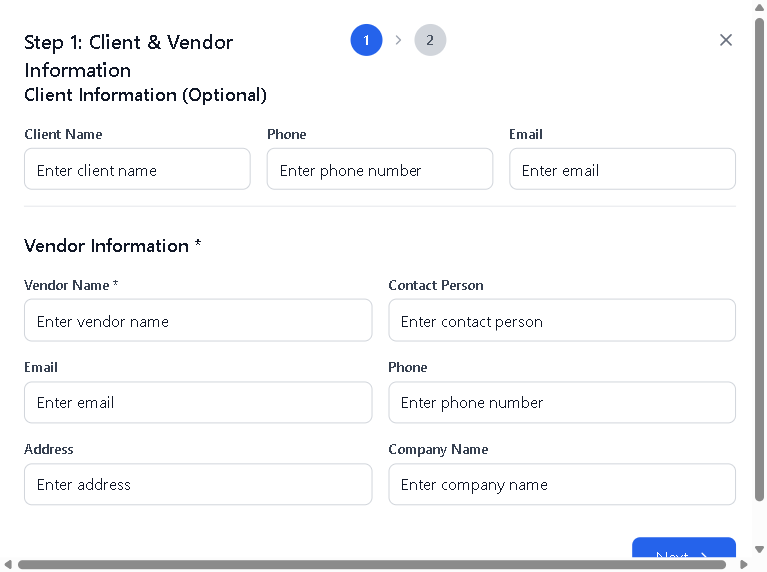 Step 1: Client & Vendor
Information
1
2
Client Information (Optional)
Client Name
Phone
Email
Enter client name
Enter phone number
Enter email
Vendor Information *
Vendor Name *
Contact Person
Enter vendor name
Enter contact person
Email
Phone
Enter email
Enter phone number
Address
Company Name
Enter address
Enter company name
Next